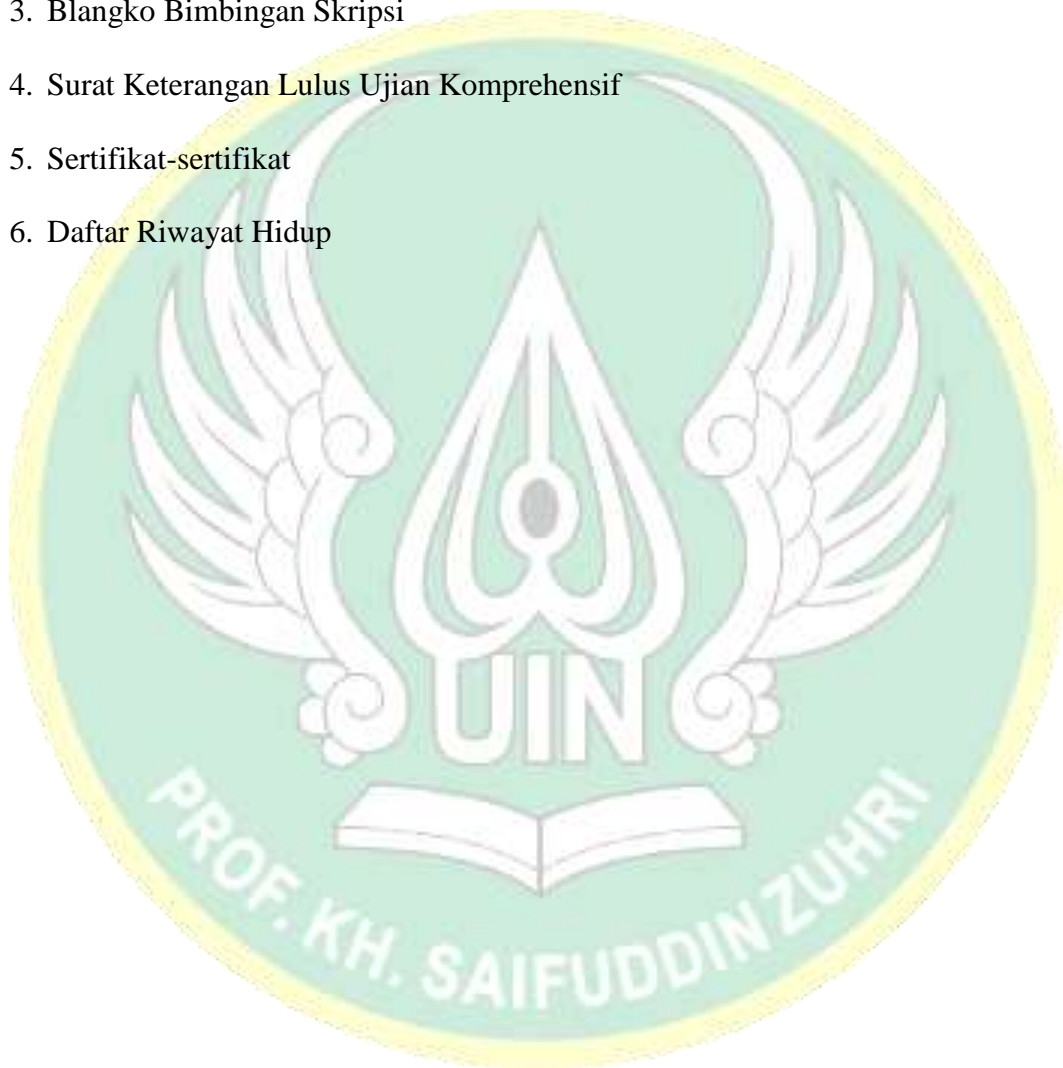 3. Blangko Bimbingan Skripsi
4. Surat Keterangan Lulus Ujian Komprehensif
5. Sertifikat-sertifikat
6. Daftar Riwayat Hidup
UIN
PROF. KH. SAIFUDDIN ZUHRI